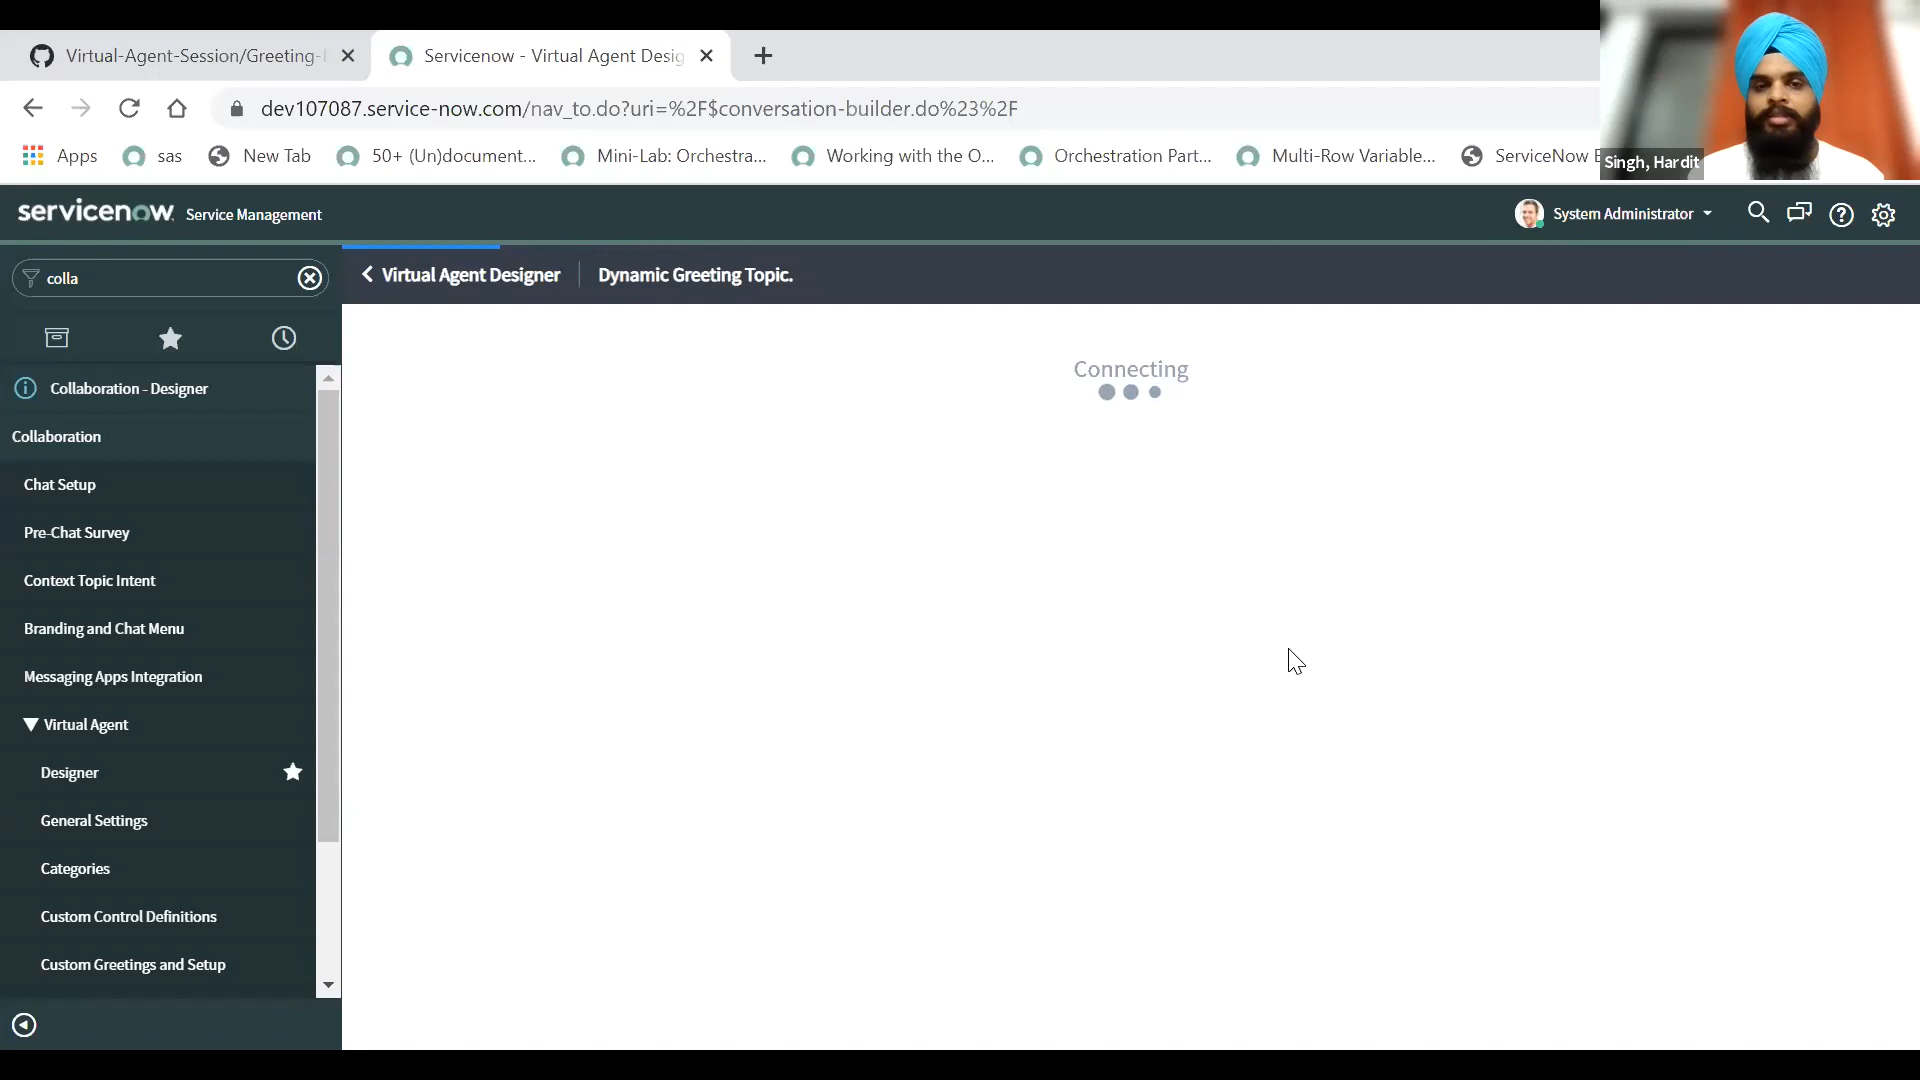 Virtual-Agent-Session/Greeting-
Servicenow - Virtual Agent Desig
dev107087.service-now.com/nav_to.do?uri=%2F$conversation-builder.do%23%2F
Apps
sas
New Tab
50+ (Un)document...
Mini-Lab: Orchestra...
Working with the O...
Orchestration Part...
Multi-Row Variable...
ServiceNow
Singh, Hardit
servicenow
Service Management
System Administrator
colla
Virtual Agent Designer
Dynamic Greeting Topic.
Collaboration - Designer
Collaboration
Chat Setup
Pre-Chat Survey
Context Topic Intent
Branding and Chat Menu
Messaging Apps Integration
Virtual Agent
Designer
General Settings
Categories
Custom Control Definitions
Custom Greetings and Setup
Connecting